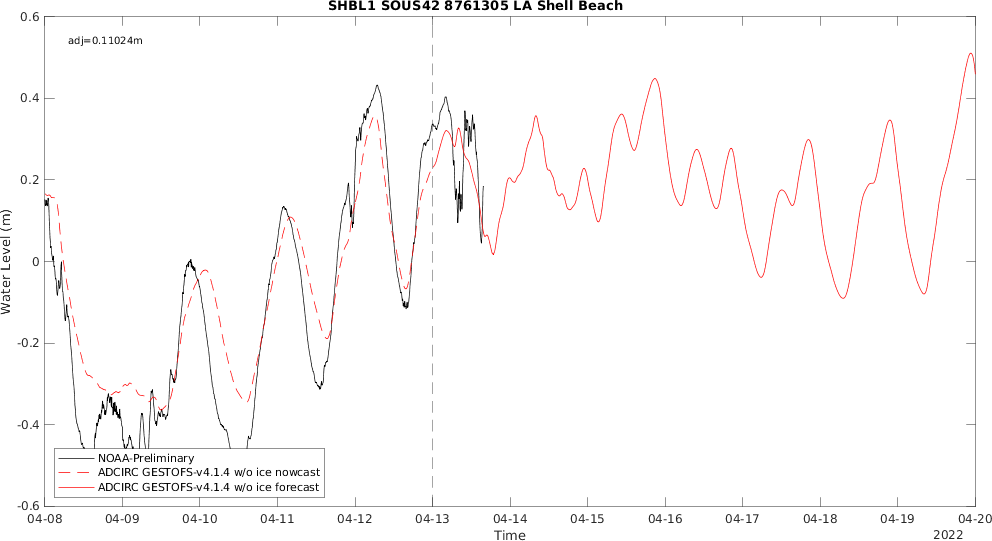 SHBL1 SOUS42 8761305 LA Shell Beach
adj=0.11024m
0.6
0.4
0.2
0
-0.2
-0.4
-0.6
Water Level (m)
NOAA-Preliminary
ADCIRC GESTOFS-v4.1.4 w/o ice nowcast
ADCIRC GESTOFS-v4.1.4 w/o ice forecast
04-08 04-09 04-10 04-11 04-12 04-13 04-14 04-15 04-16 04-17 04-18 04-19 04-20
Time
2022